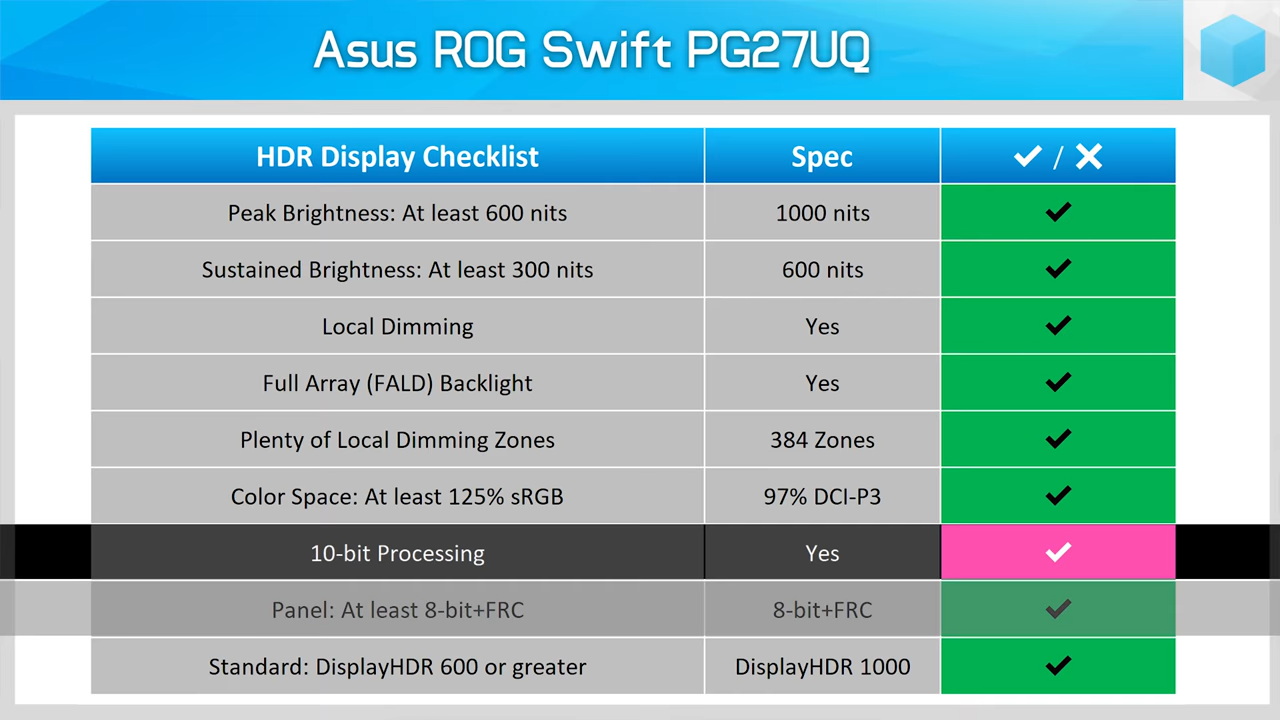 Asus ROG Swift PG27UQ
HDR Display Checklist Spec ✔ / ✖
Peak Brightness: At least 600 nits 1000 nits ✔
Sustained Brightness: At least 300 nits 600 nits ✔
Local Dimming Yes ✔
Full Array (FALD) Backlight Yes ✔
Plenty of Local Dimming Zones 384 Zones ✔
Color Space: At least 125% sRGB 97% DCI-P3 ✔
10-bit Processing Yes ✔
Panel: At least 8-bit+FRC 8-bit+FRC ✔
Standard: DisplayHDR 600 or greater DisplayHDR 1000 ✔